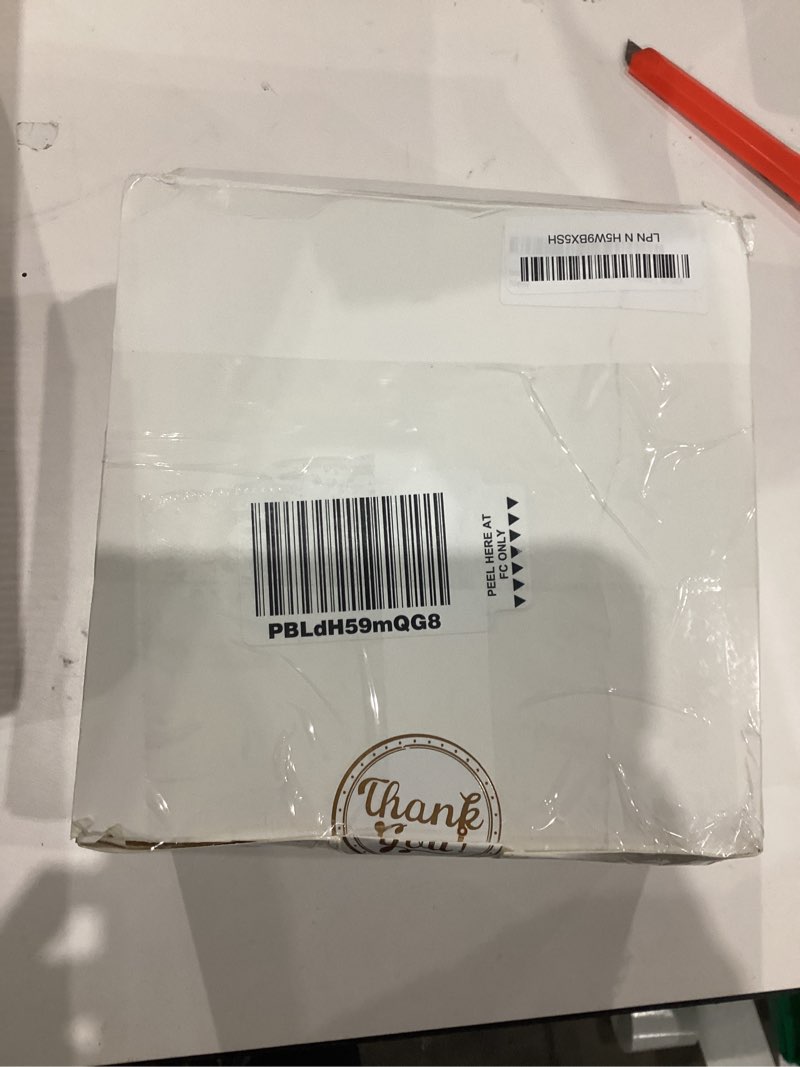 LPN N H5W9BX5SH
PBLdH59mQG8
PEEL HERE AT
FC ONLY
Thank
You!